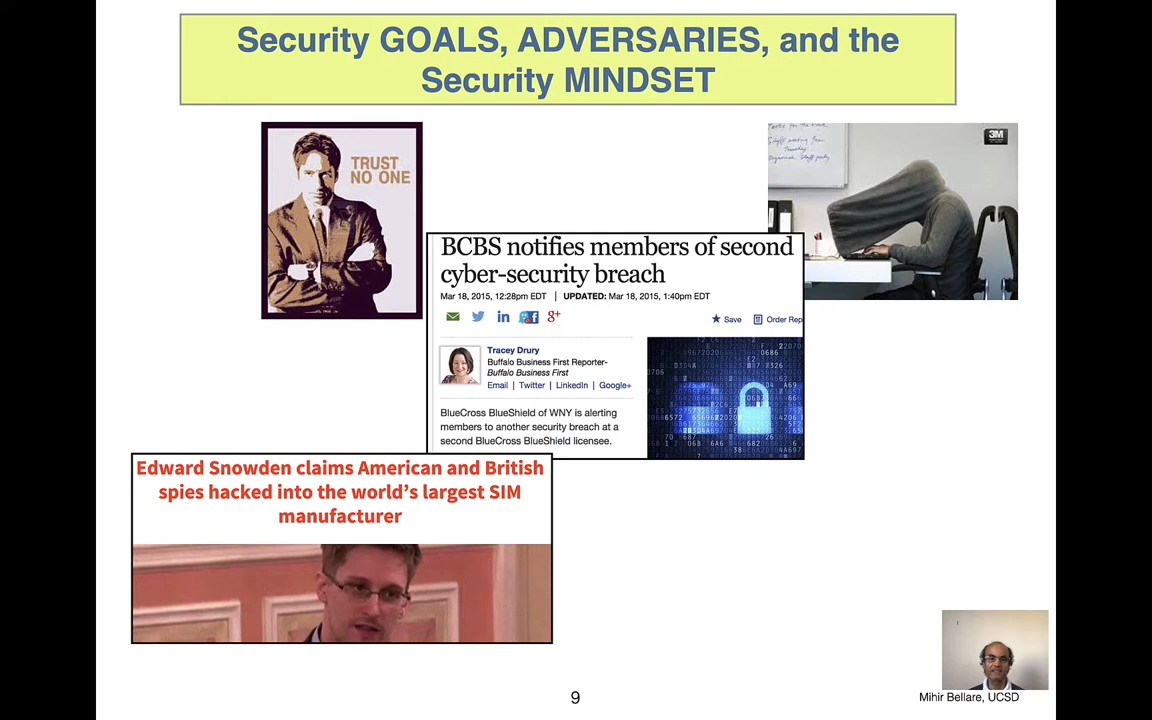 Security GOALS, ADVERSARIES, and the
Security MINDSET
TRUST
NO ONE
3M
BCBS notifies members of second
cyber-security breach
Mar 18, 2015, 12:28pm EDT | UPDATED: Mar 18, 2015, 1:40pm EDT
Save Order Rep
Tracey Drury
Buffalo Business First Reporter-
Buffalo Business First
Email | Twitter | LinkedIn | Google+
BlueCross BlueShield of WNY is alerting
members to another security breach at a
second BlueCross BlueShield licensee.
Edward Snowden claims American and British
spies hacked into the world’s largest SIM
manufacturer
9
Mihir Bellare, UCSD